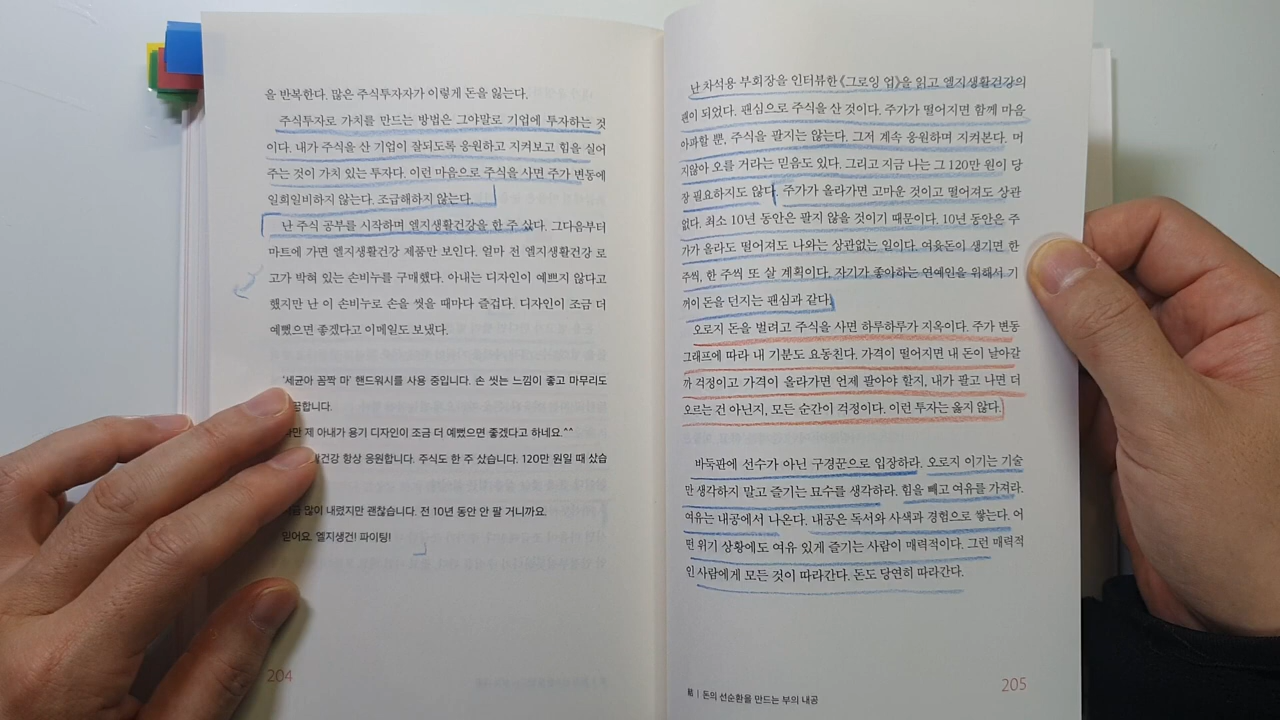 을 반복한다. 많은 주식투자자가 이렇게 돈을 잃는다.
주식투자로 가치를 만드는 방법은 그야말로 기업에 투자하는 것
이다. 내가 주식을 산 기업이 잘되도록 응원하고 지켜보고 힘을 실어
주는 것이 가치 있는 투자다. 이런 마음으로 주식을 사면 주가 변동에
일희일비하지 않는다. 조급해하지 않는다.
난 주식 공부를 시작하며 엘지생활건강을 한 주 샀다. 그다음부터
마트에 가면 엘지생활건강 제품만 보인다. 얼마 전 엘지생활건강 로
고가 박혀 있는 손비누를 구매했다. 아내는 디자인이 예쁘지 않다고
했지만 난 이 손비누로 손을 씻을 때마다 즐겁다. 디자인이 조금 더
예뻤으면 좋겠다고 이메일도 보냈다.
'세균아 꼼짝 마' 핸드워시를 사용 중입니다. 손 씻는 느낌이 좋고 마무리도
끔합니다.
만 제 아내가 용기 디자인이 조금 더 예뻤으면 좋겠다고 하네요.^^
건강 항상 응원합니다. 주식도 한 주 샀습니다. 120만 원일 때 샀습
많이 내렸지만 괜찮습니다. 전 10년 동안 안 팔 거니까요.
믿어요. 엘지생건! 파이팅!
204
난 차석용 부회장을 인터뷰한 《그로잉 업》을 읽고 엘지생활건강의
팬이 되었다. 팬심으로 주식을 산 것이다. 주가가 떨어지면 함께 마음
아파할 뿐, 주식을 팔지는 않는다. 그저 계속 응원하며 지켜본다. 머
지않아 오를 거라는 믿음도 있다. 그리고 지금 나는 그 120만 원이 당
장 필요하지도 않다. 주가가 올라가면 고마운 것이고 떨어져도 상관
없다. 최소 10년 동안은 팔지 않을 것이기 때문이다. 10년 동안은 주
가가 올라도 떨어져도 나와는 상관없는 일이다. 여윳돈이 생기면 한
주씩, 한 주씩 또 살 계획이다. 자기가 좋아하는 연예인을 위해서 기
꺼이 돈을 던지는 팬심과 같다.
오로지 돈을 벌려고 주식을 사면 하루하루가 지옥이다. 주가 변동
그래프에 따라 내 기분도 요동친다. 가격이 떨어지면 내 돈이 날아갈
까 걱정이고 가격이 올라가면 언제 팔아야 할지, 내가 팔고 나면 더
오르는 건 아닌지, 모든 순간이 걱정이다. 이런 투자는 옳지 않다.
바둑판에 선수가 아닌 구경꾼으로 입장하라. 오로지 이기는 기술
만 생각하지 말고 즐기는 묘수를 생각하라. 힘을 빼고 여유를 가져라.
여유는 내공에서 나온다. 내공은 독서와 사색과 경험으로 쌓는다. 어
떤 위기 상황에도 여유 있게 즐기는 사람이 매력적이다. 그런 매력적
인 사람에게 모든 것이 따라간다. 돈도 당연히 따라간다.
結 | 돈의 선순환을 만드는 부의 내공
205